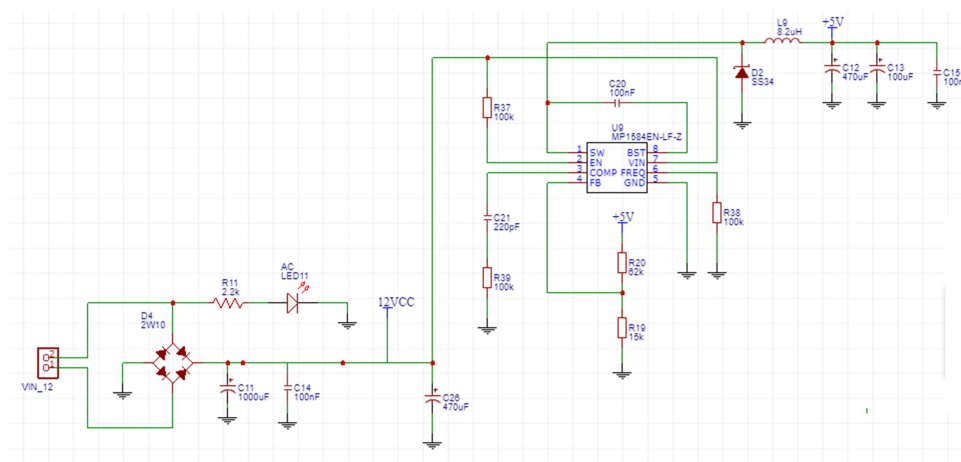 L9
8.2uH
+5V
C12
470uF
C13
100uF
C15
D2
SS34
C20
100nF
R37
100k
U9
MP1584EN-LF-Z
1 SW BST 8
2 EN VIN 7
3 COMP FREQ 6
4 FB GND 5
C21
220pF
R38
100k
+5V
R20
62k
R39
100k
R19
15k
AC
LED11
R11
2.2k
12VCC
D4
2W10
2
1
VIN_12
C11
1000uF
C14
100nF
C26
470uF